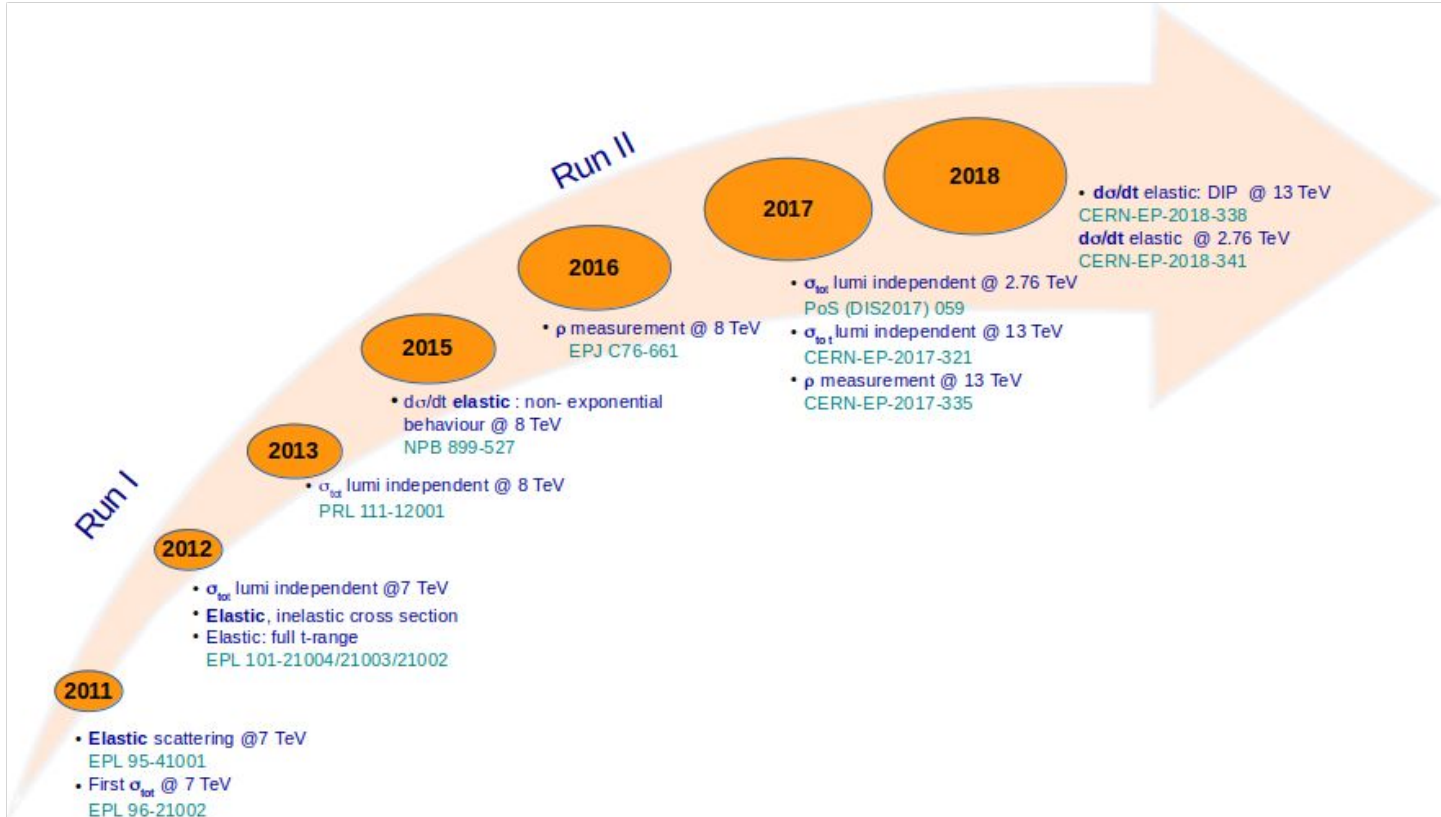 Run I
Run II
2011
• Elastic scattering @7 TeV
EPL 95-41001
• First σtot @ 7 TeV
EPL 96-21002
2012
• σtot lumi independent @7 TeV
• Elastic, inelastic cross section
• Elastic: full t-range
EPL 101-21004/21003/21002
2013
• σtot lumi independent @ 8 TeV
PRL 111-12001
2015
• dσ/dt elastic : non- exponential
behaviour @ 8 TeV
NPB 899-527
2016
• ρ measurement @ 8 TeV
EPJ C76-661
2017
• σtot lumi independent @ 2.76 TeV
PoS (DIS2017) 059
• σtot lumi independent @ 13 TeV
CERN-EP-2017-321
• ρ measurement @ 13 TeV
CERN-EP-2017-335
2018
• dσ/dt elastic: DIP @ 13 TeV
CERN-EP-2018-338
dσ/dt elastic @ 2.76 TeV
CERN-EP-2018-341